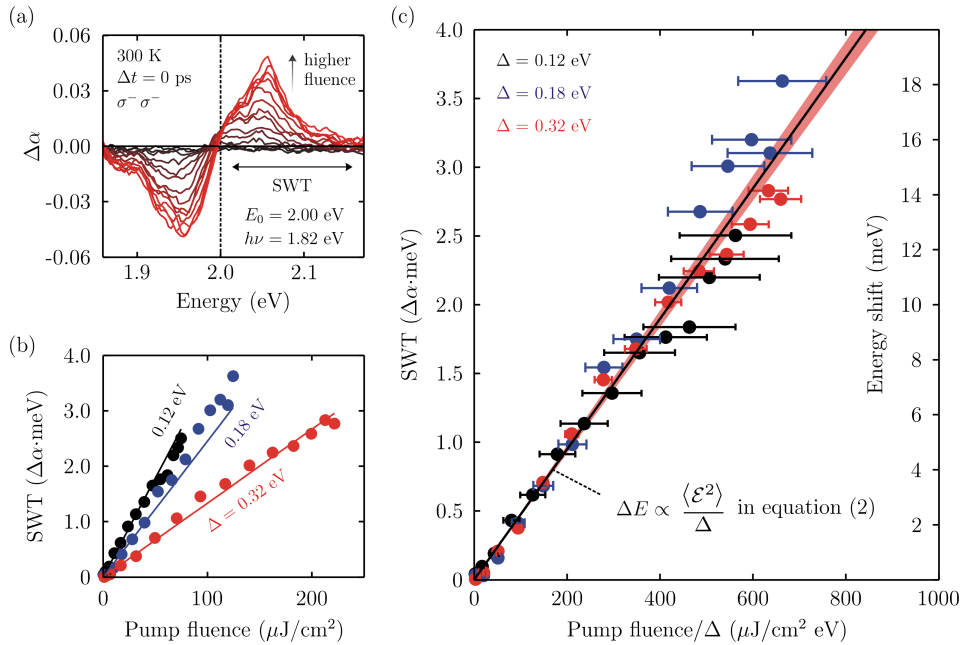 (a)
0.06
0.03
0.00
-0.03
-0.06
Δα
300 K
Δt = 0 ps
σ⁻ σ⁻
higher
fluence
SWT
E₀ = 2.00 eV
hν = 1.82 eV
1.9
2.0
2.1
Energy (eV)
(b)
4.0
3.0
2.0
1.0
0
SWT (Δα·meV)
0.12 eV
0.18 eV
Δ = 0.32 eV
0
100
200
Pump fluence (μJ/cm²)
(c)
4.0
3.5
3.0
2.5
2.0
1.5
1.0
0.5
0
SWT (Δα·meV)
Δ = 0.12 eV
Δ = 0.18 eV
Δ = 0.32 eV
ΔE ∝ ⟨ℰ²⟩/Δ in equation (2)
18
16
14
12
10
8
6
4
2
Energy shift (meV)
0
200
400
600
800
1000
Pump fluence/Δ (μJ/cm² eV)